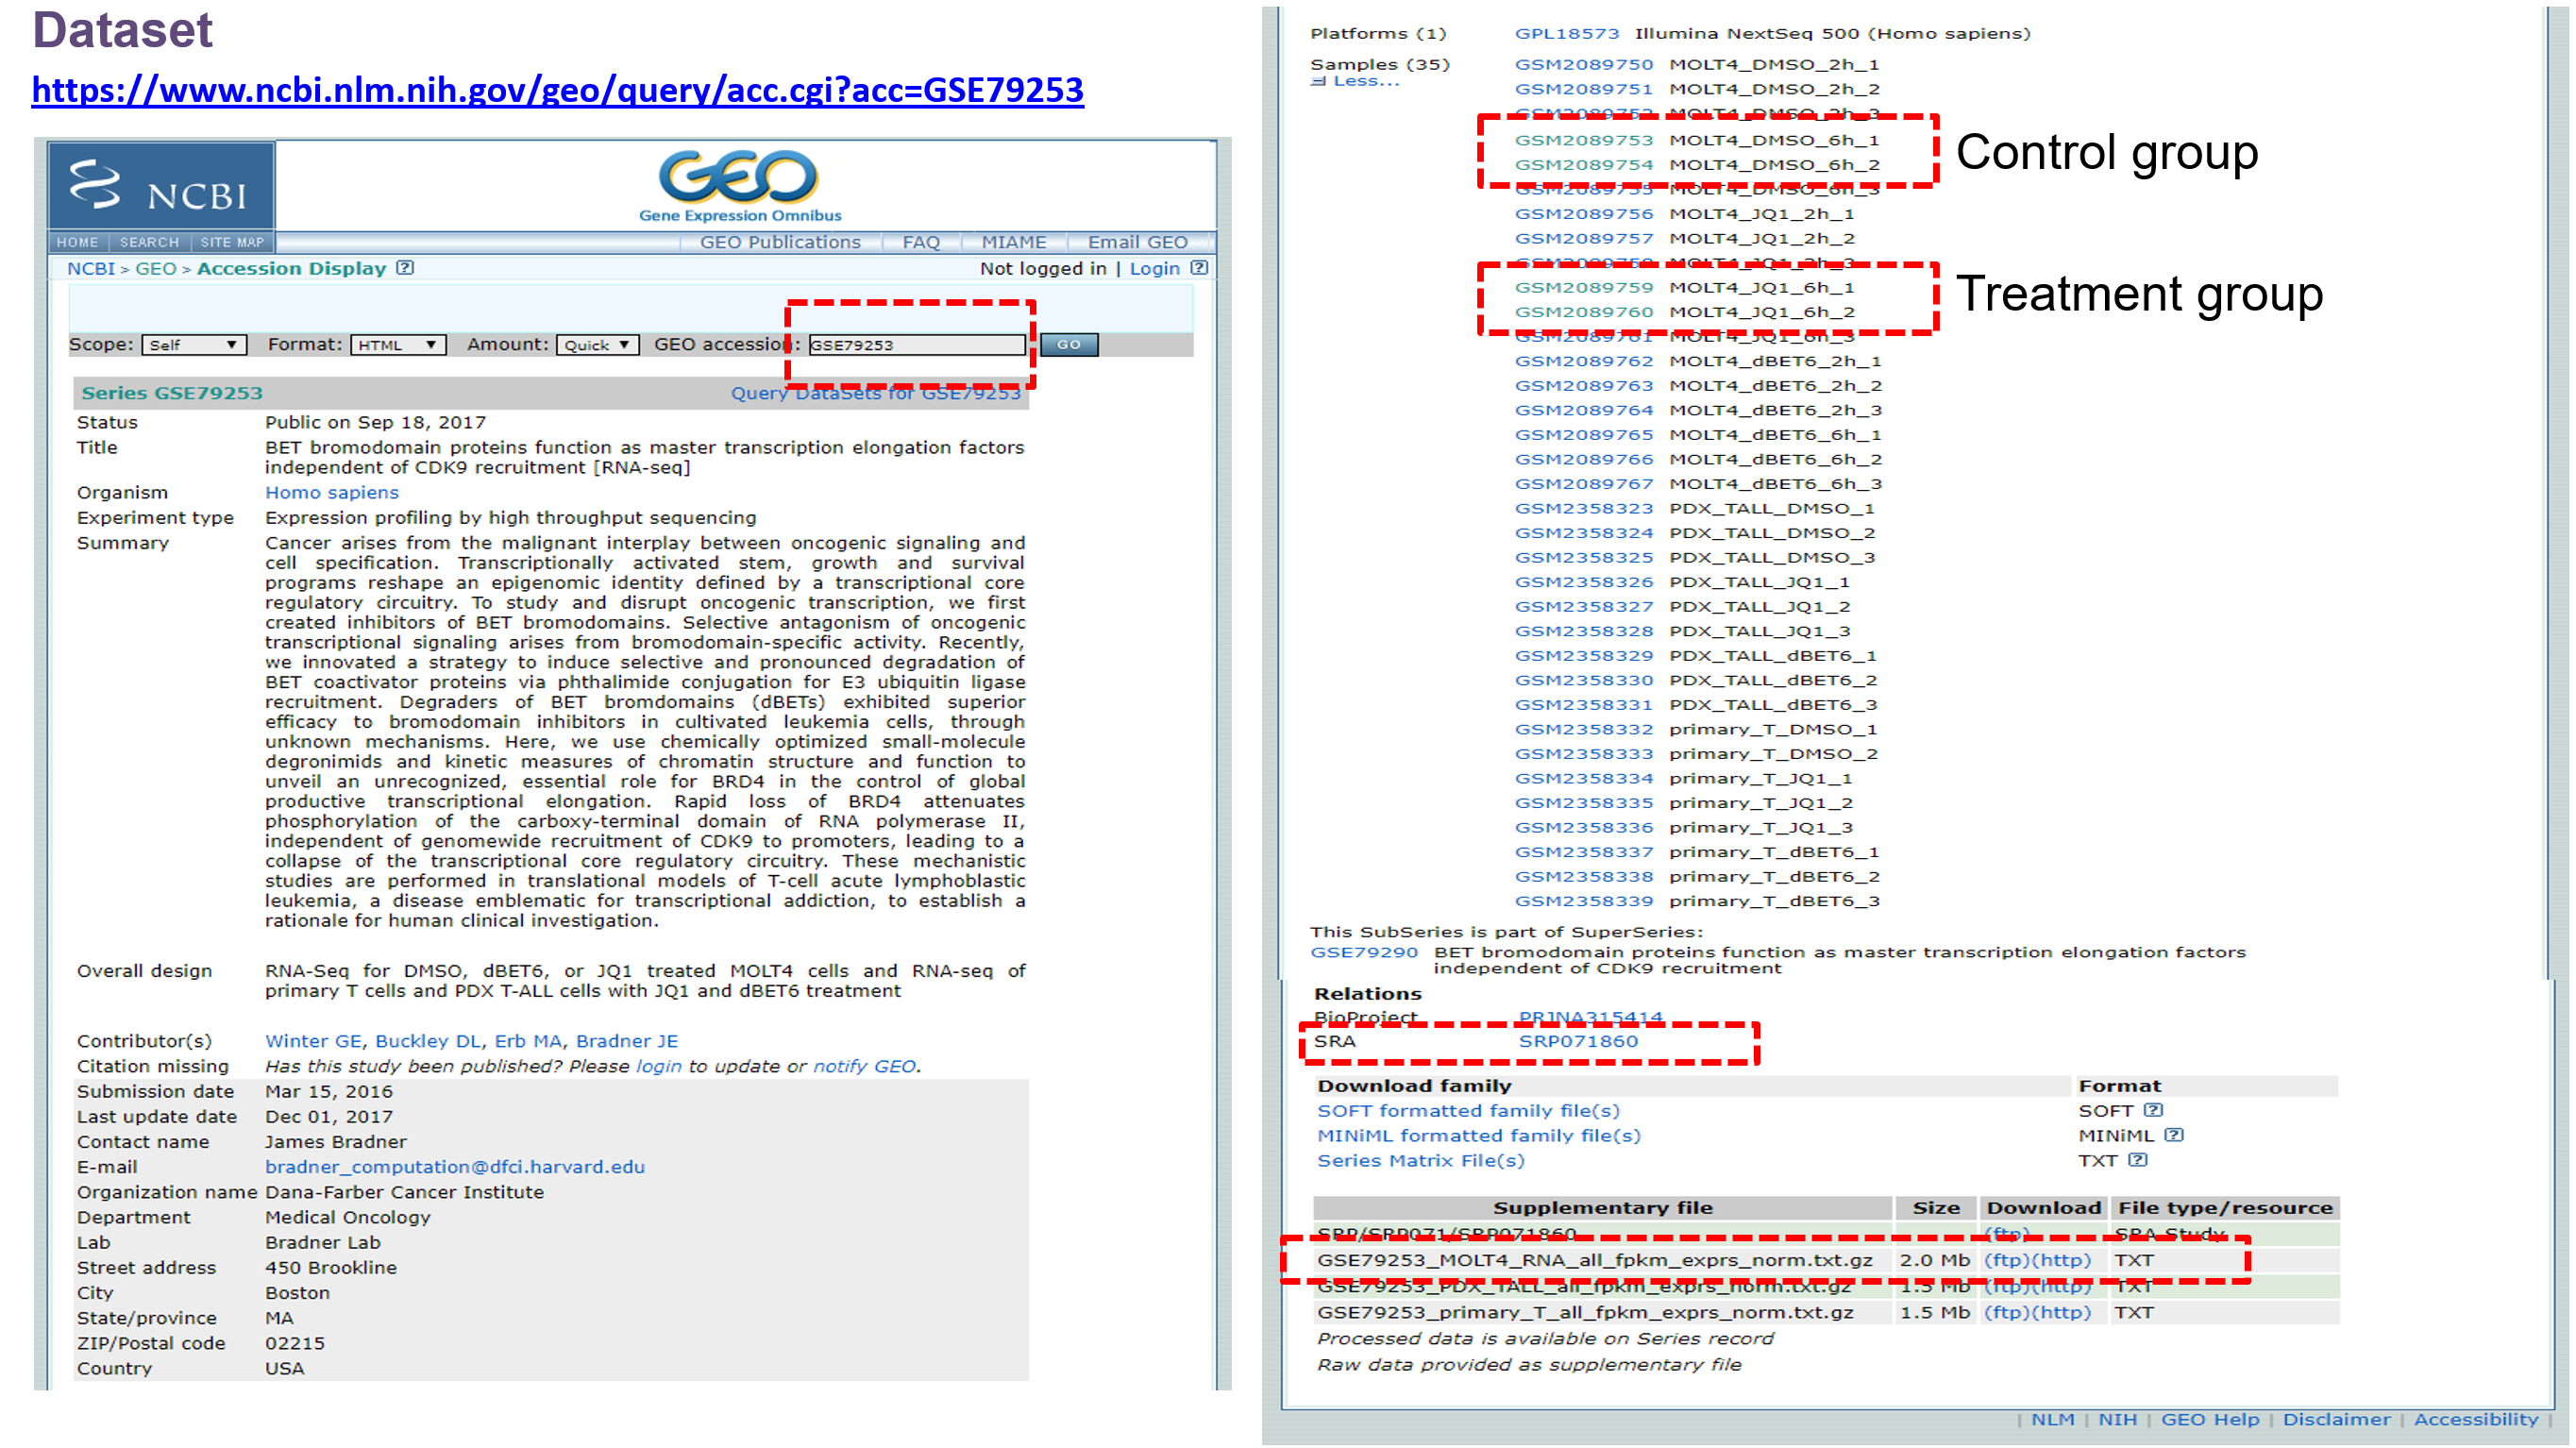 Dataset
https://www.ncbi.nlm.nih.gov/geo/query/acc.cgi?acc=GSE79253
NCBI
GEO
Gene Expression Omnibus
HOME SEARCH SITE MAP
GEO Publications FAQ MIAME Email GEO
NCBI > GEO > Accession Display ?
Not logged in | Login ?
Scope: Self Format: HTML Amount: Quick GEO accession: GSE79253 GO
Series GSE79253 Query DataSets for GSE79253
Status Public on Sep 18, 2017
Title BET bromodomain proteins function as master transcription elongation factors
independent of CDK9 recruitment [RNA-seq]
Organism Homo sapiens
Experiment type Expression profiling by high throughput sequencing
Summary Cancer arises from the malignant interplay between oncogenic signaling and
cell specification. Transcriptionally activated stem, growth and survival
programs reshape an epigenomic identity defined by a transcriptional core
regulatory circuitry. To study and disrupt oncogenic transcription, we first
created inhibitors of BET bromodomains. Selective antagonism of oncogenic
transcriptional signaling arises from bromodomain-specific activity. Recently,
we innovated a strategy to induce selective and pronounced degradation of
BET coactivator proteins via phthalimide conjugation for E3 ubiquitin ligase
recruitment. Degraders of BET bromdomains (dBETs) exhibited superior
efficacy to bromodomain inhibitors in cultivated leukemia cells, through
unknown mechanisms. Here, we use chemically optimized small-molecule
degronimids and kinetic measures of chromatin structure and function to
unveil an unrecognized, essential role for BRD4 in the control of global
productive transcriptional elongation. Rapid loss of BRD4 attenuates
phosphorylation of the carboxy-terminal domain of RNA polymerase II,
independent of genomewide recruitment of CDK9 to promoters, leading to a
collapse of the transcriptional core regulatory circuitry. These mechanistic
studies are performed in translational models of T-cell acute lymphoblastic
leukemia, a disease emblematic for transcriptional addiction, to establish a
rationale for human clinical investigation.
Overall design RNA-Seq for DMSO, dBET6, or JQ1 treated MOLT4 cells and RNA-seq of
primary T cells and PDX T-ALL cells with JQ1 and dBET6 treatment
Contributor(s) Winter GE, Buckley DL, Erb MA, Bradner JE
Citation missing Has this study been published? Please login to update or notify GEO.
Submission date Mar 15, 2016
Last update date Dec 01, 2017
Contact name James Bradner
E-mail bradner_computation@dfci.harvard.edu
Organization name Dana-Farber Cancer Institute
Department Medical Oncology
Lab Bradner Lab
Street address 450 Brookline
City Boston
State/province MA
ZIP/Postal code 02215
Country USA
Platforms (1) GPL18573 Illumina NextSeq 500 (Homo sapiens)
Samples (35) GSM2089750 MOLT4_DMSO_2h_1
Less... GSM2089751 MOLT4_DMSO_2h_2
GSM2089752 MOLT4_DMSO_2h_3
GSM2089753 MOLT4_DMSO_6h_1
Control group
GSM2089754 MOLT4_DMSO_6h_2
GSM2089755 MOLT4_DMSO_6h_3
GSM2089756 MOLT4_JQ1_2h_1
GSM2089757 MOLT4_JQ1_2h_2
GSM2089758 MOLT4_JQ1_2h_3
GSM2089759 MOLT4_JQ1_6h_1
Treatment group
GSM2089760 MOLT4_JQ1_6h_2
GSM2089761 MOLT4_JQ1_6h_3
GSM2089762 MOLT4_dBET6_2h_1
GSM2089763 MOLT4_dBET6_2h_2
GSM2089764 MOLT4_dBET6_2h_3
GSM2089765 MOLT4_dBET6_6h_1
GSM2089766 MOLT4_dBET6_6h_2
GSM2089767 MOLT4_dBET6_6h_3
GSM2358323 PDX_TALL_DMSO_1
GSM2358324 PDX_TALL_DMSO_2
GSM2358325 PDX_TALL_DMSO_3
GSM2358326 PDX_TALL_JQ1_1
GSM2358327 PDX_TALL_JQ1_2
GSM2358328 PDX_TALL_JQ1_3
GSM2358329 PDX_TALL_dBET6_1
GSM2358330 PDX_TALL_dBET6_2
GSM2358331 PDX_TALL_dBET6_3
GSM2358332 primary_T_DMSO_1
GSM2358333 primary_T_DMSO_2
GSM2358334 primary_T_JQ1_1
GSM2358335 primary_T_JQ1_2
GSM2358336 primary_T_JQ1_3
GSM2358337 primary_T_dBET6_1
GSM2358338 primary_T_dBET6_2
GSM2358339 primary_T_dBET6_3
This SubSeries is part of SuperSeries:
GSE79290 BET bromodomain proteins function as master transcription elongation factors
independent of CDK9 recruitment
Relations
BioProject PRJNA315414
SRA SRP071860
Download family Format
SOFT formatted family file(s) SOFT ?
MINiML formatted family file(s) MINiML ?
Series Matrix File(s) TXT ?
Supplementary file Size Download File type/resource
SRP/SRP071/SRP071860 (ftp) SRA Study
GSE79253_MOLT4_RNA_all_fpkm_exprs_norm.txt.gz 2.0 Mb (ftp)(http) TXT
GSE79253_PDX_TALL_all_fpkm_exprs_norm.txt.gz 1.5 Mb (ftp)(http) TXT
GSE79253_primary_T_all_fpkm_exprs_norm.txt.gz 1.5 Mb (ftp)(http) TXT
Processed data is available on Series record
Raw data provided as supplementary file
| NLM | NIH | GEO Help | Disclaimer | Accessibility |